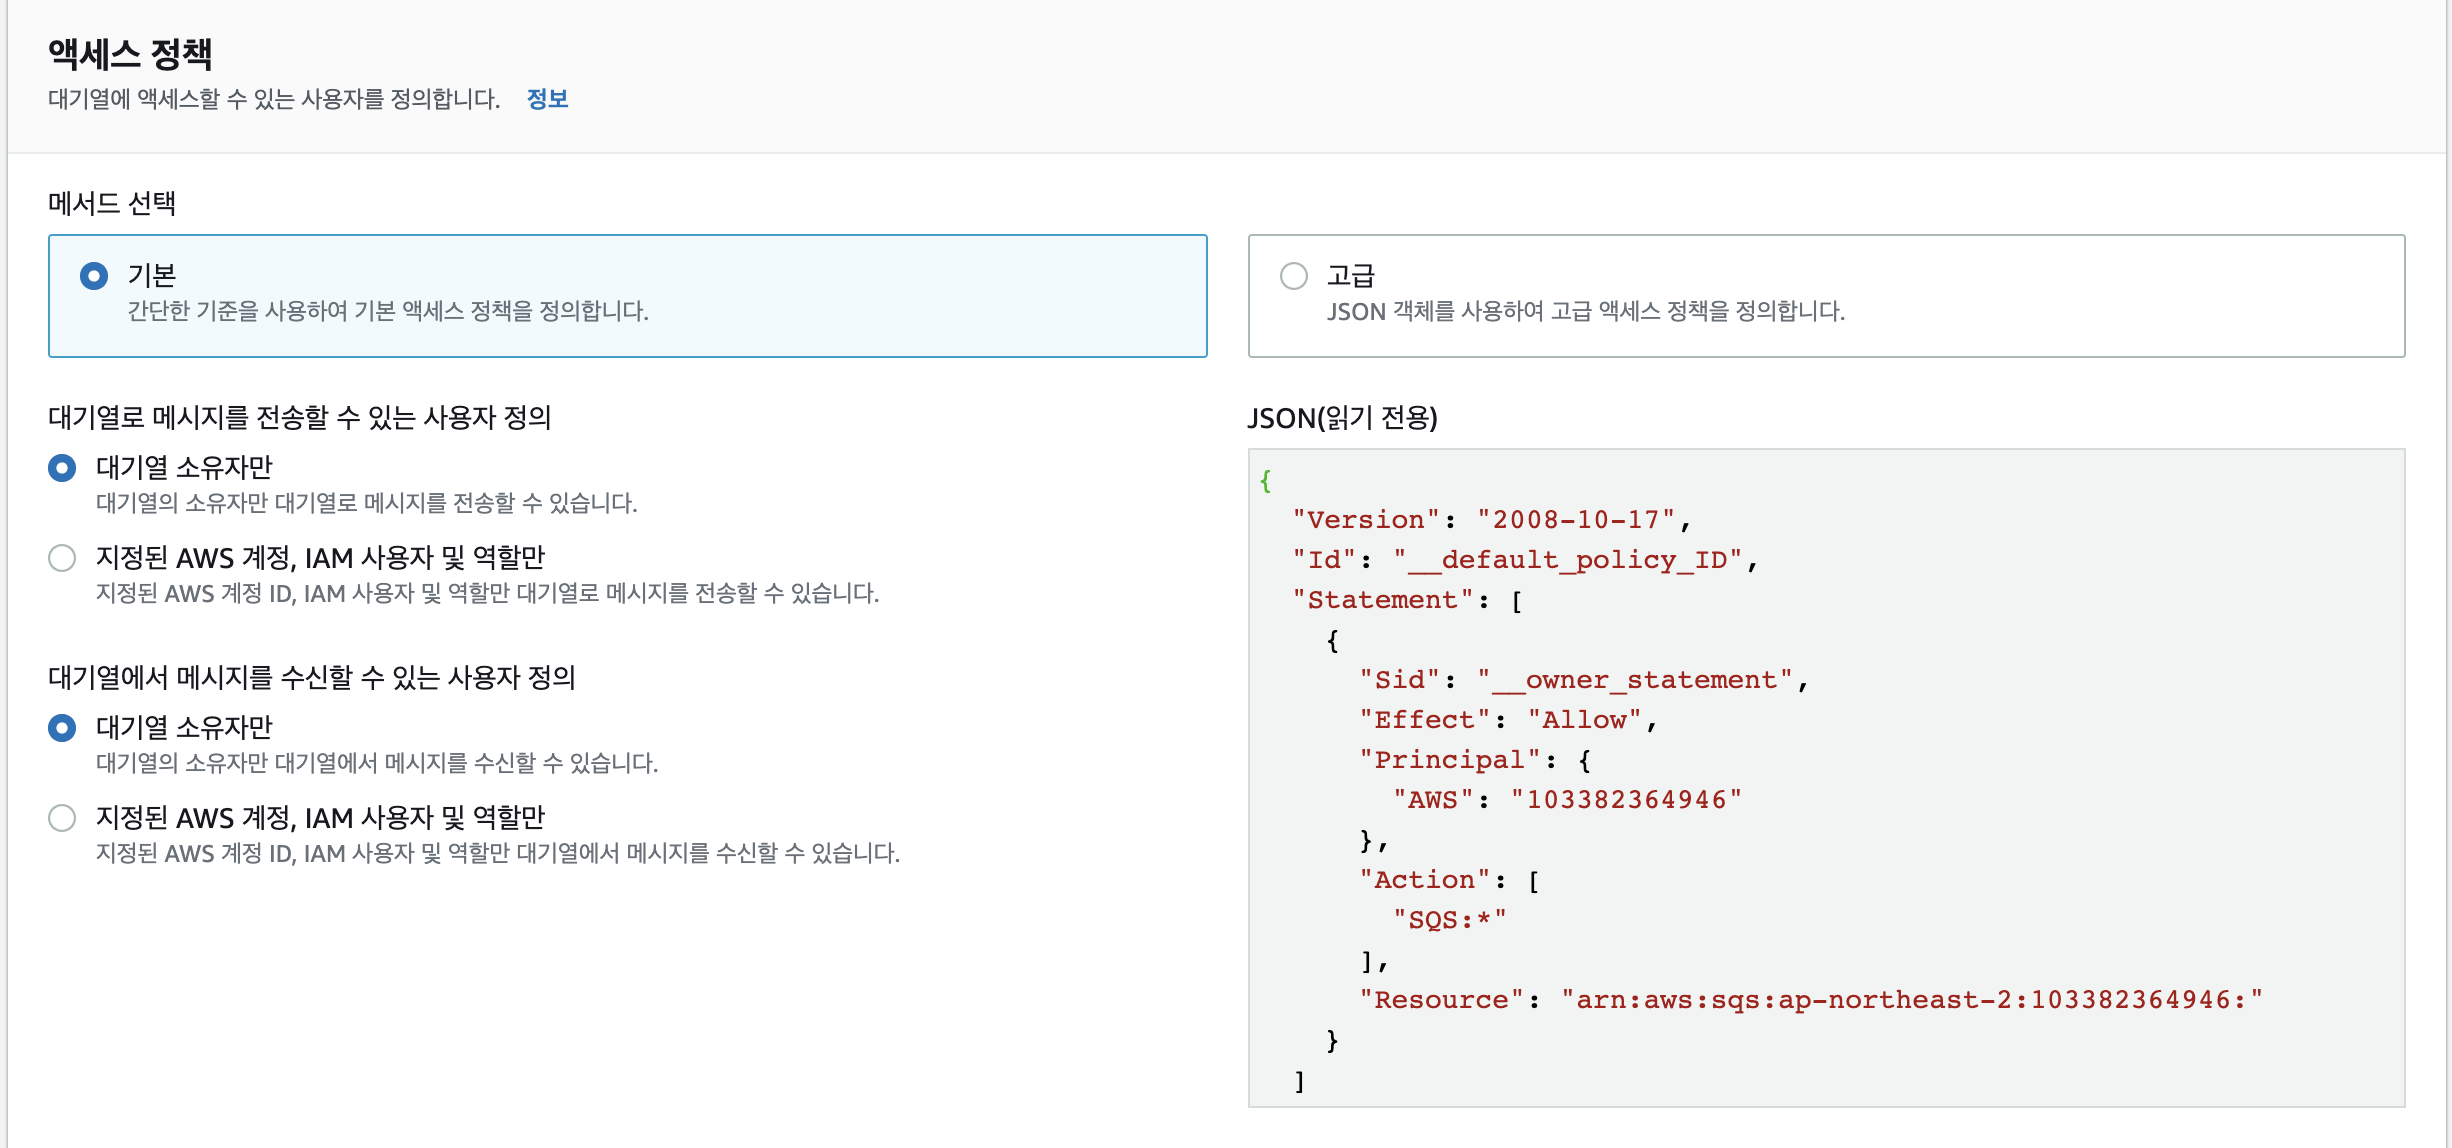 액세스 정책
대기열에 액세스할 수 있는 사용자를 정의합니다. 정보
메서드 선택
기본
간단한 기준을 사용하여 기본 액세스 정책을 정의합니다.
고급
JSON 객체를 사용하여 고급 액세스 정책을 정의합니다.
대기열로 메시지를 전송할 수 있는 사용자 정의
대기열 소유자만
대기열의 소유자만 대기열로 메시지를 전송할 수 있습니다.
지정된 AWS 계정, IAM 사용자 및 역할만
지정된 AWS 계정 ID, IAM 사용자 및 역할만 대기열로 메시지를 전송할 수 있습니다.
대기열에서 메시지를 수신할 수 있는 사용자 정의
대기열 소유자만
대기열의 소유자만 대기열에서 메시지를 수신할 수 있습니다.
지정된 AWS 계정, IAM 사용자 및 역할만
지정된 AWS 계정 ID, IAM 사용자 및 역할만 대기열에서 메시지를 수신할 수 있습니다.
JSON(읽기 전용)
{
  "Version": "2008-10-17",
  "Id": "__default_policy_ID",
  "Statement": [
    {
      "Sid": "__owner_statement",
      "Effect": "Allow",
      "Principal": {
        "AWS": "103382364946"
      },
      "Action": [
        "SQS:*"
      ],
      "Resource": "arn:aws:sqs:ap-northeast-2:103382364946:"
    }
  ]